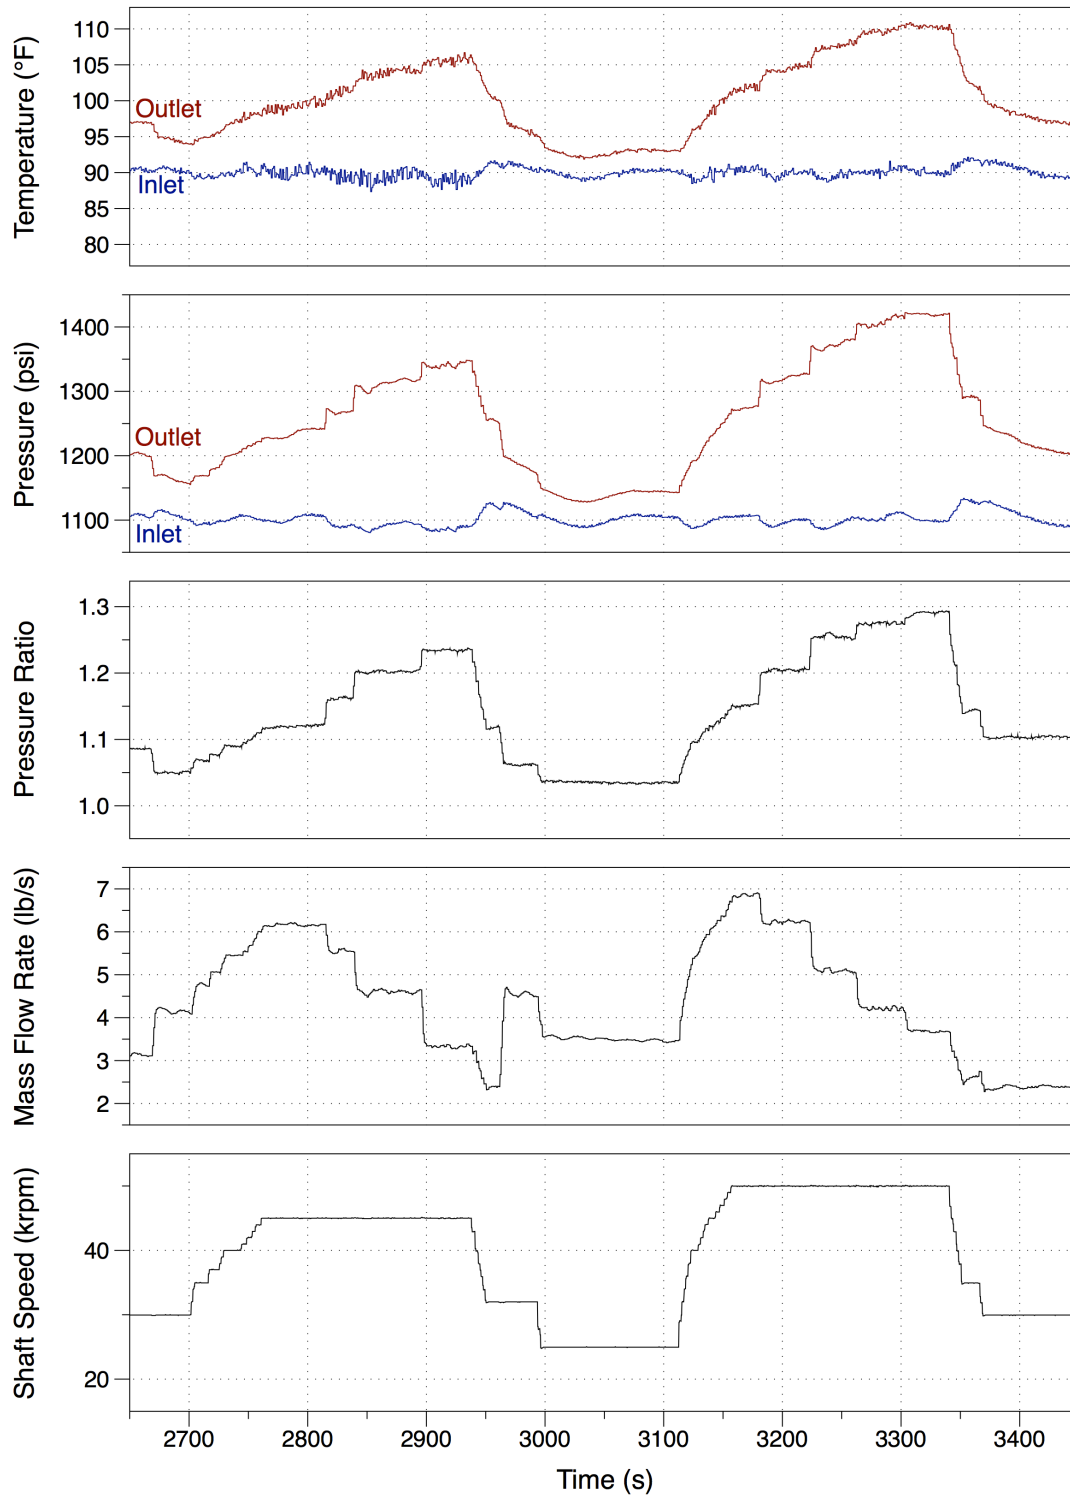 Temperature (°F)
110
105
100
95
90
85
80
Outlet
Inlet
Pressure (psi)
1400
1300
1200
1100
Outlet
Inlet
Pressure Ratio
1.3
1.2
1.1
1.0
Mass Flow Rate (lb/s)
7
6
5
4
3
2
Shaft Speed (krpm)
40
20
2700 2800 2900 3000 3100 3200 3300 3400
Time (s)